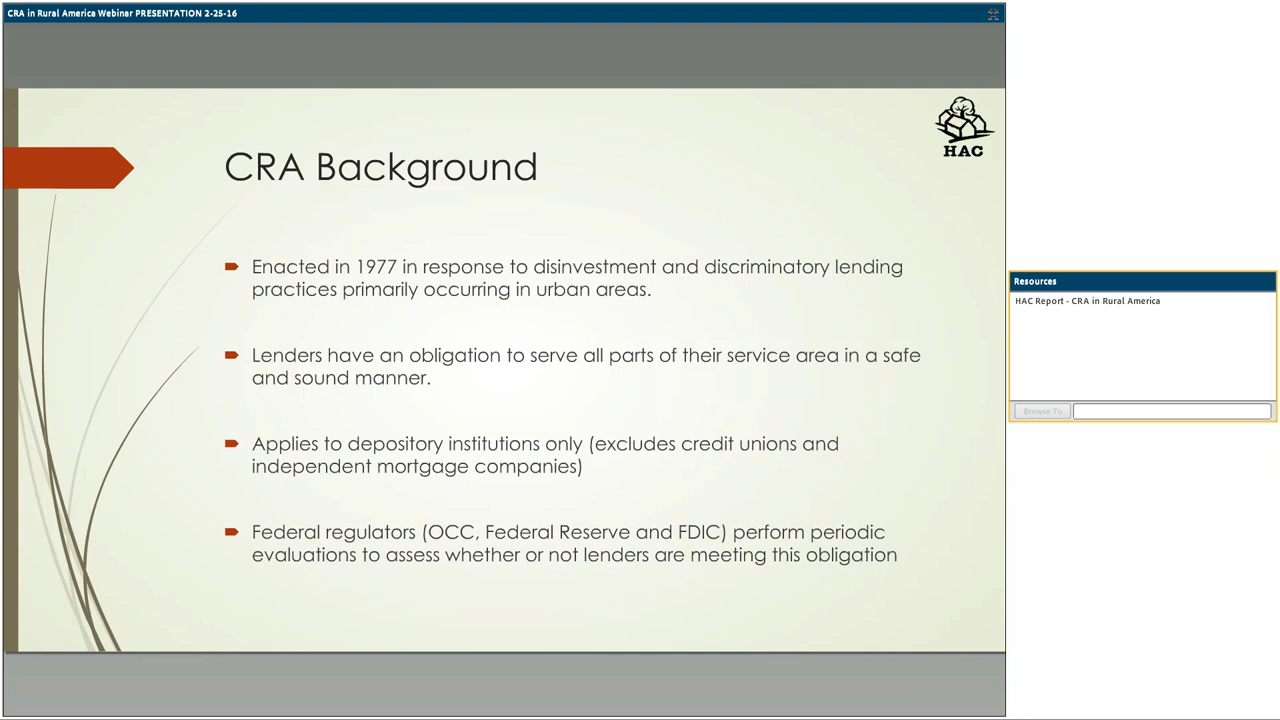 CRA in Rural America Webinar PRESENTATION 2-25-16
HAC
CRA Background
Enacted in 1977 in response to disinvestment and discriminatory lending
practices primarily occurring in urban areas.
Lenders have an obligation to serve all parts of their service area in a safe
and sound manner.
Applies to depository institutions only (excludes credit unions and
independent mortgage companies)
Federal regulators (OCC, Federal Reserve and FDIC) perform periodic
evaluations to assess whether or not lenders are meeting this obligation
Resources
HAC Report - CRA in Rural America
Browse To